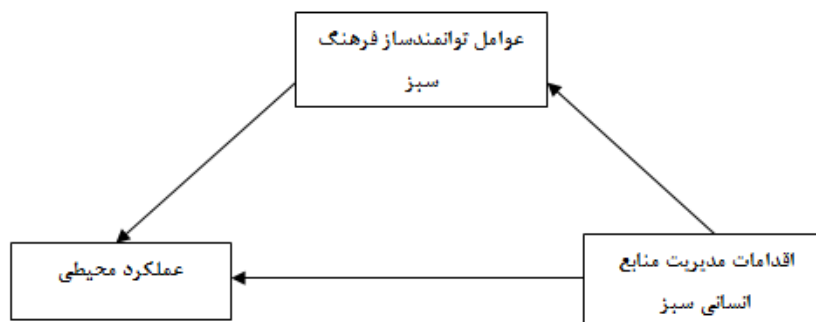 عوامل توانمندساز فرهنگ
سبز
اقدامات مدیریت منابع
انسانی سبز
عملکرد محیطی